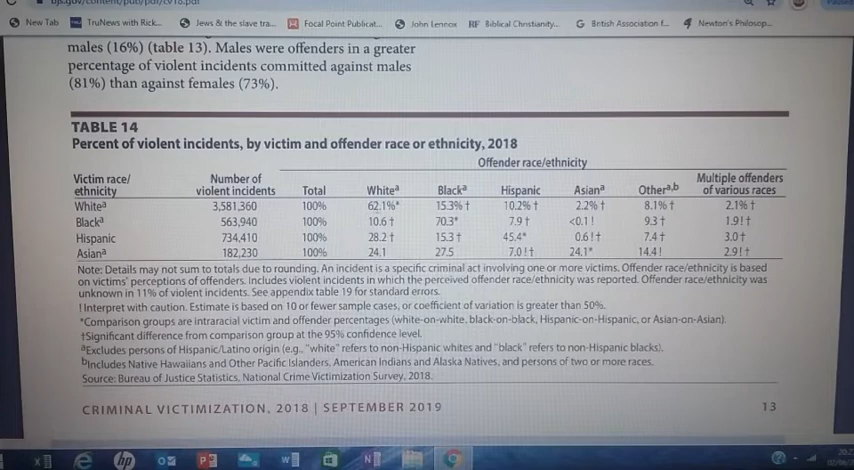 New Tab TruNews with Rick... Jews & the slave tra... Focal Point Publicat... John Lennox RF Biblical Christianity... British Association f... Newton's Philosop...
males (16%) (table 13). Males were offenders in a greater
percentage of violent incidents committed against males
(81%) than against females (73%).
TABLE 14
Percent of violent incidents, by victim and offender race or ethnicity, 2018
Offender race/ethnicity
Victim race/ethnicity Number of violent incidents Total Whiteᵃ Blackᵃ Hispanic Asianᵃ Otherᵃ,ᵇ Multiple offenders of various races
Whiteᵃ 3,581,360 100% 62.1%* 15.3% † 10.2% † 2.2% † 8.1% † 2.1% †
Blackᵃ 563,940 100% 10.6 † 70.3* 7.9 † <0.1 ! 9.3 † 1.9 ! †
Hispanic 734,410 100% 28.2 † 15.3 † 45.4* 0.6 ! † 7.4 † 3.0 †
Asianᵃ 182,230 100% 24.1 27.5 7.0 ! † 24.1* 14.4 ! 2.9 ! †
Note: Details may not sum to totals due to rounding. An incident is a specific criminal act involving one or more victims. Offender race/ethnicity is based
on victims' perceptions of offenders. Includes violent incidents in which the perceived offender race/ethnicity was reported. Offender race/ethnicity was
unknown in 11% of violent incidents. See appendix table 19 for standard errors.
! Interpret with caution. Estimate is based on 10 or fewer sample cases, or coefficient of variation is greater than 50%.
*Comparison groups are intraracial victim and offender percentages (white-on-white, black-on-black, Hispanic-on-Hispanic, or Asian-on-Asian).
†Significant difference from comparison group at the 95% confidence level.
ᵃExcludes persons of Hispanic/Latino origin (e.g., "white" refers to non-Hispanic whites and "black" refers to non-Hispanic blacks).
ᵇIncludes Native Hawaiians and Other Pacific Islanders, American Indians and Alaska Natives, and persons of two or more races.
Source: Bureau of Justice Statistics, National Crime Victimization Survey, 2018.
CRIMINAL VICTIMIZATION, 2018 | SEPTEMBER 2019 13